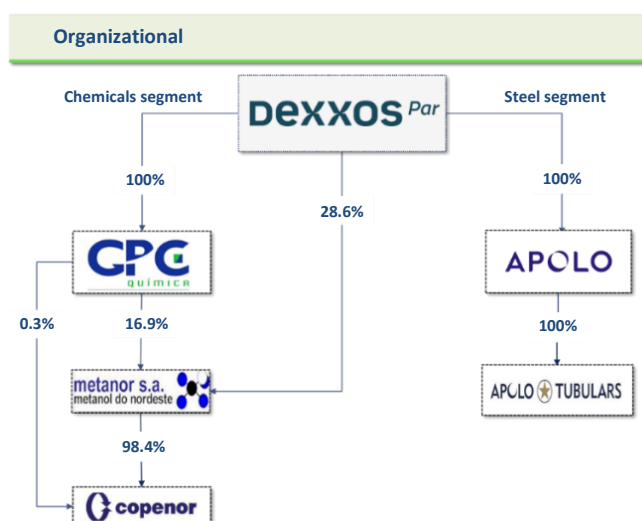 Organizational
Chemicals segment
Dexxos Par
Steel segment
100%
100%
28.6%
GPC
química
APOLO
0.3%
16.9%
100%
metanor s.a.
metanol do nordeste
APOLO TUBULARS
98.4%
copenor